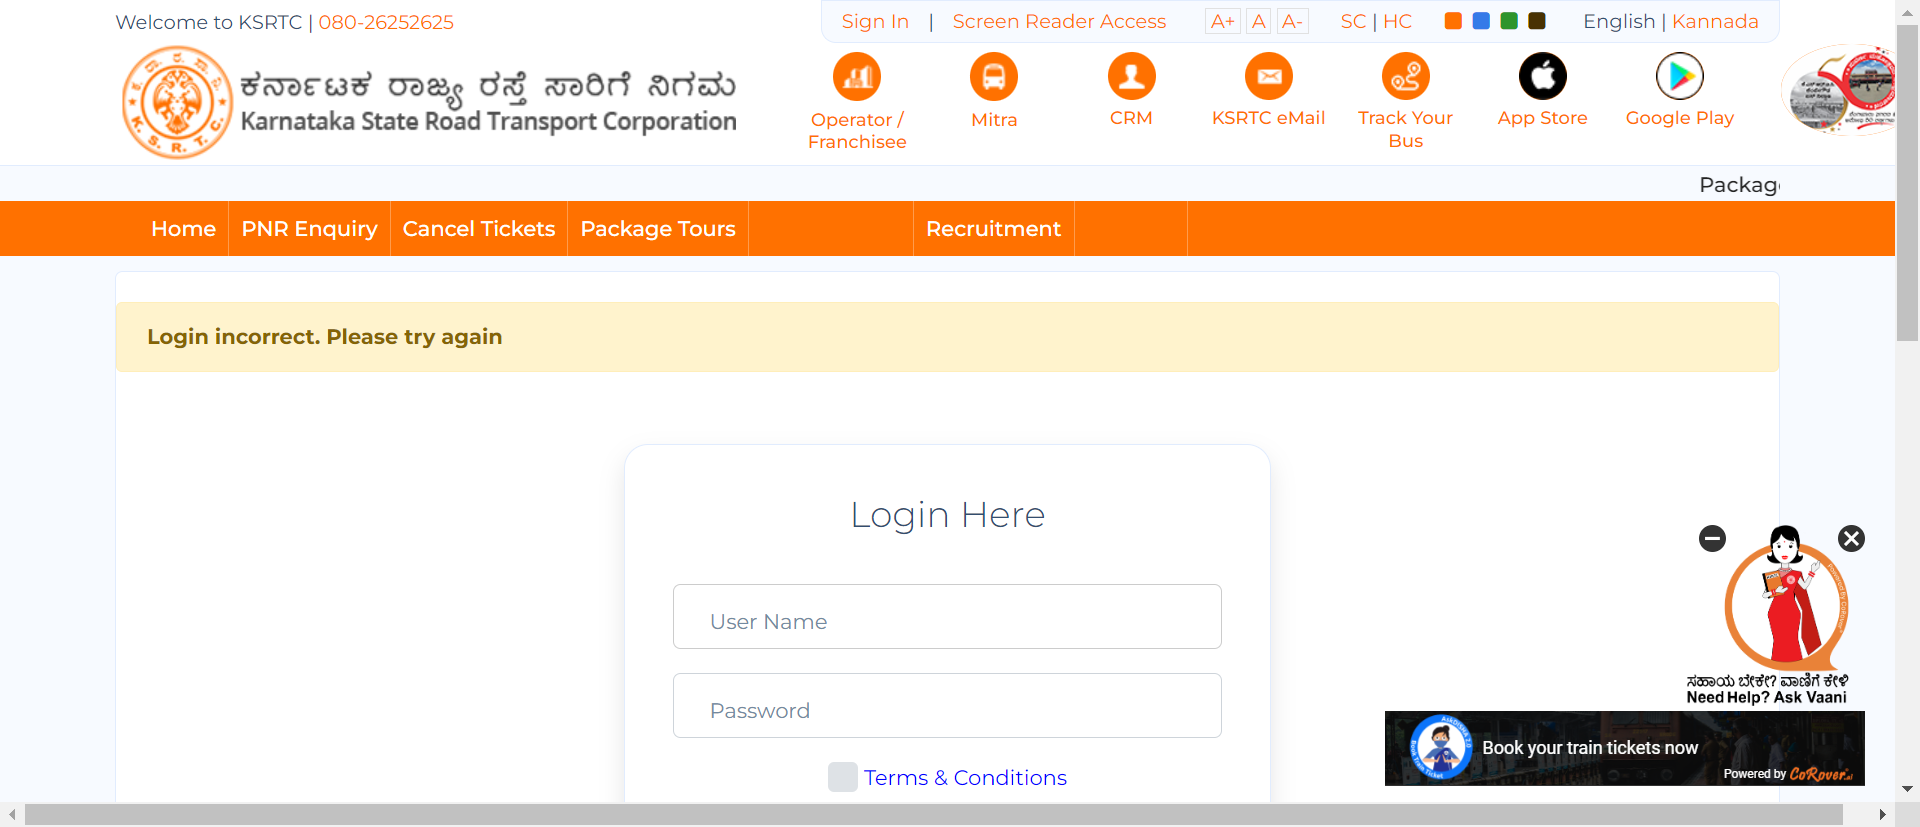 Welcome to KSRTC | 080-26252625
Sign In | Screen Reader Access A+ A A- SC | HC English | Kannada
ಕರ್ನಾಟಕ ರಾಜ್ಯ ರಸ್ತೆ ಸಾರಿಗೆ ನಿಗಮ
Karnataka State Road Transport Corporation
K. S. R. T. C.
Operator / Franchisee
Mitra
CRM
KSRTC eMail
Track Your Bus
App Store
Google Play
Packag
Home PNR Enquiry Cancel Tickets Package Tours Recruitment
Login incorrect. Please try again
Login Here
User Name
Password
Terms & Conditions
ಸಹಾಯ ಬೇಕೇ? ವಾಣಿಗೆ ಕೇಳಿ
Need Help? Ask Vaani
Book your train tickets now
Powered by CoRover.ai